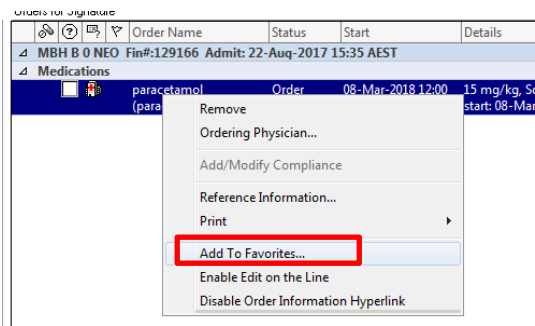 Orders for Signature
Order Name Status Start Details
MBH B 0 NEO Fin#:129166 Admit: 22-Aug-2017 15:35 AEST
Medications
paracetamol Order 08-Mar-2018 12:00 15 mg/kg,
(para start: 08-Mar
Remove
Ordering Physician...
Add/Modify Compliance
Reference Information...
Print
Add To Favorites...
Enable Edit on the Line
Disable Order Information Hyperlink